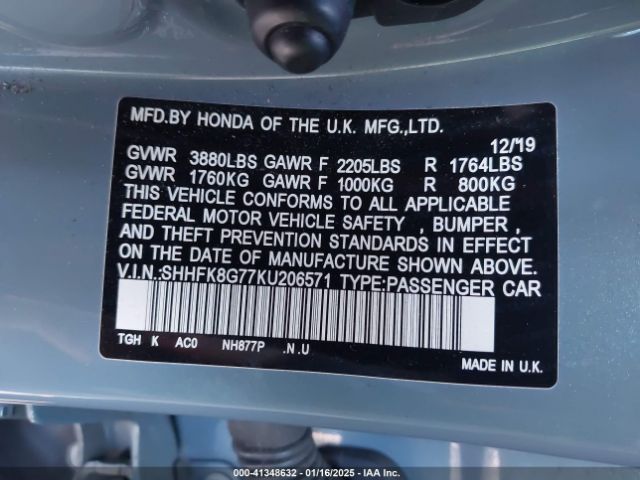 MFD.BY HONDA OF THE U.K. MFG.,LTD.
12/19
GVWR 3880LBS GAWR F 2205LBS R 1764LBS
GVWR 1760KG GAWR F 1000KG R 800KG
THIS VEHICLE CONFORMS TO ALL APPLICABLE
FEDERAL MOTOR VEHICLE SAFETY , BUMPER ,
AND THEFT PREVENTION STANDARDS IN EFFECT
ON THE DATE OF MANUFACTURE SHOWN ABOVE.
V.I.N.:SHHFK8G77KU206571 TYPE:PASSENGER CAR
TGH K AC0 NH877P .N.U
MADE IN U.K.
000-41348632 - 01/16/2025 - IAA Inc.